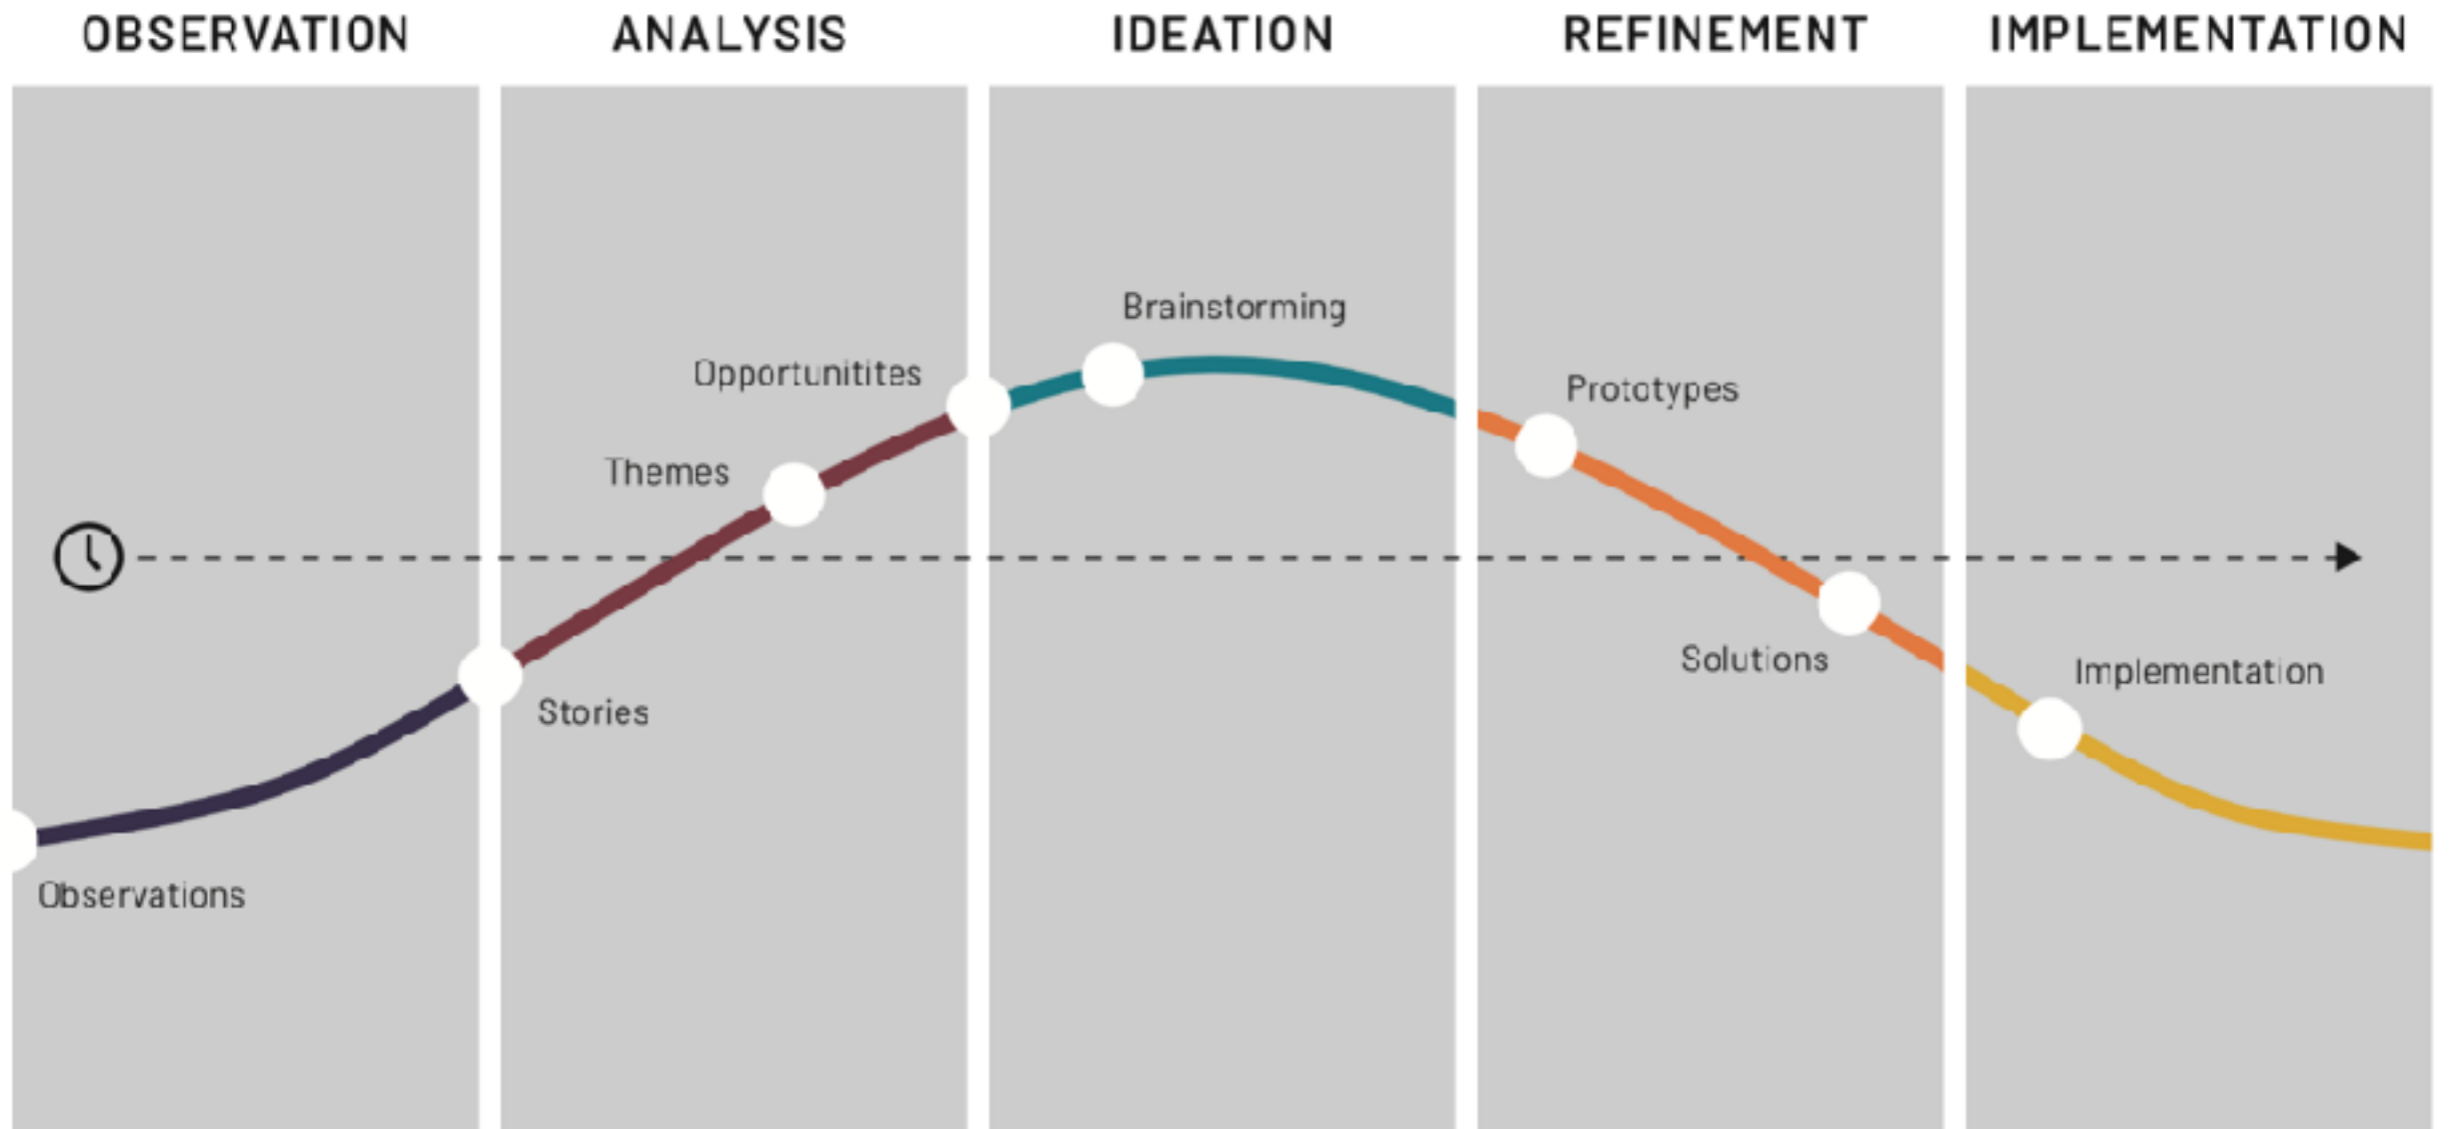 OBSERVATION
ANALYSIS
IDEATION
REFINEMENT
IMPLEMENTATION
Observations
Stories
Themes
Opportunitites
Brainstorming
Prototypes
Solutions
Implementation